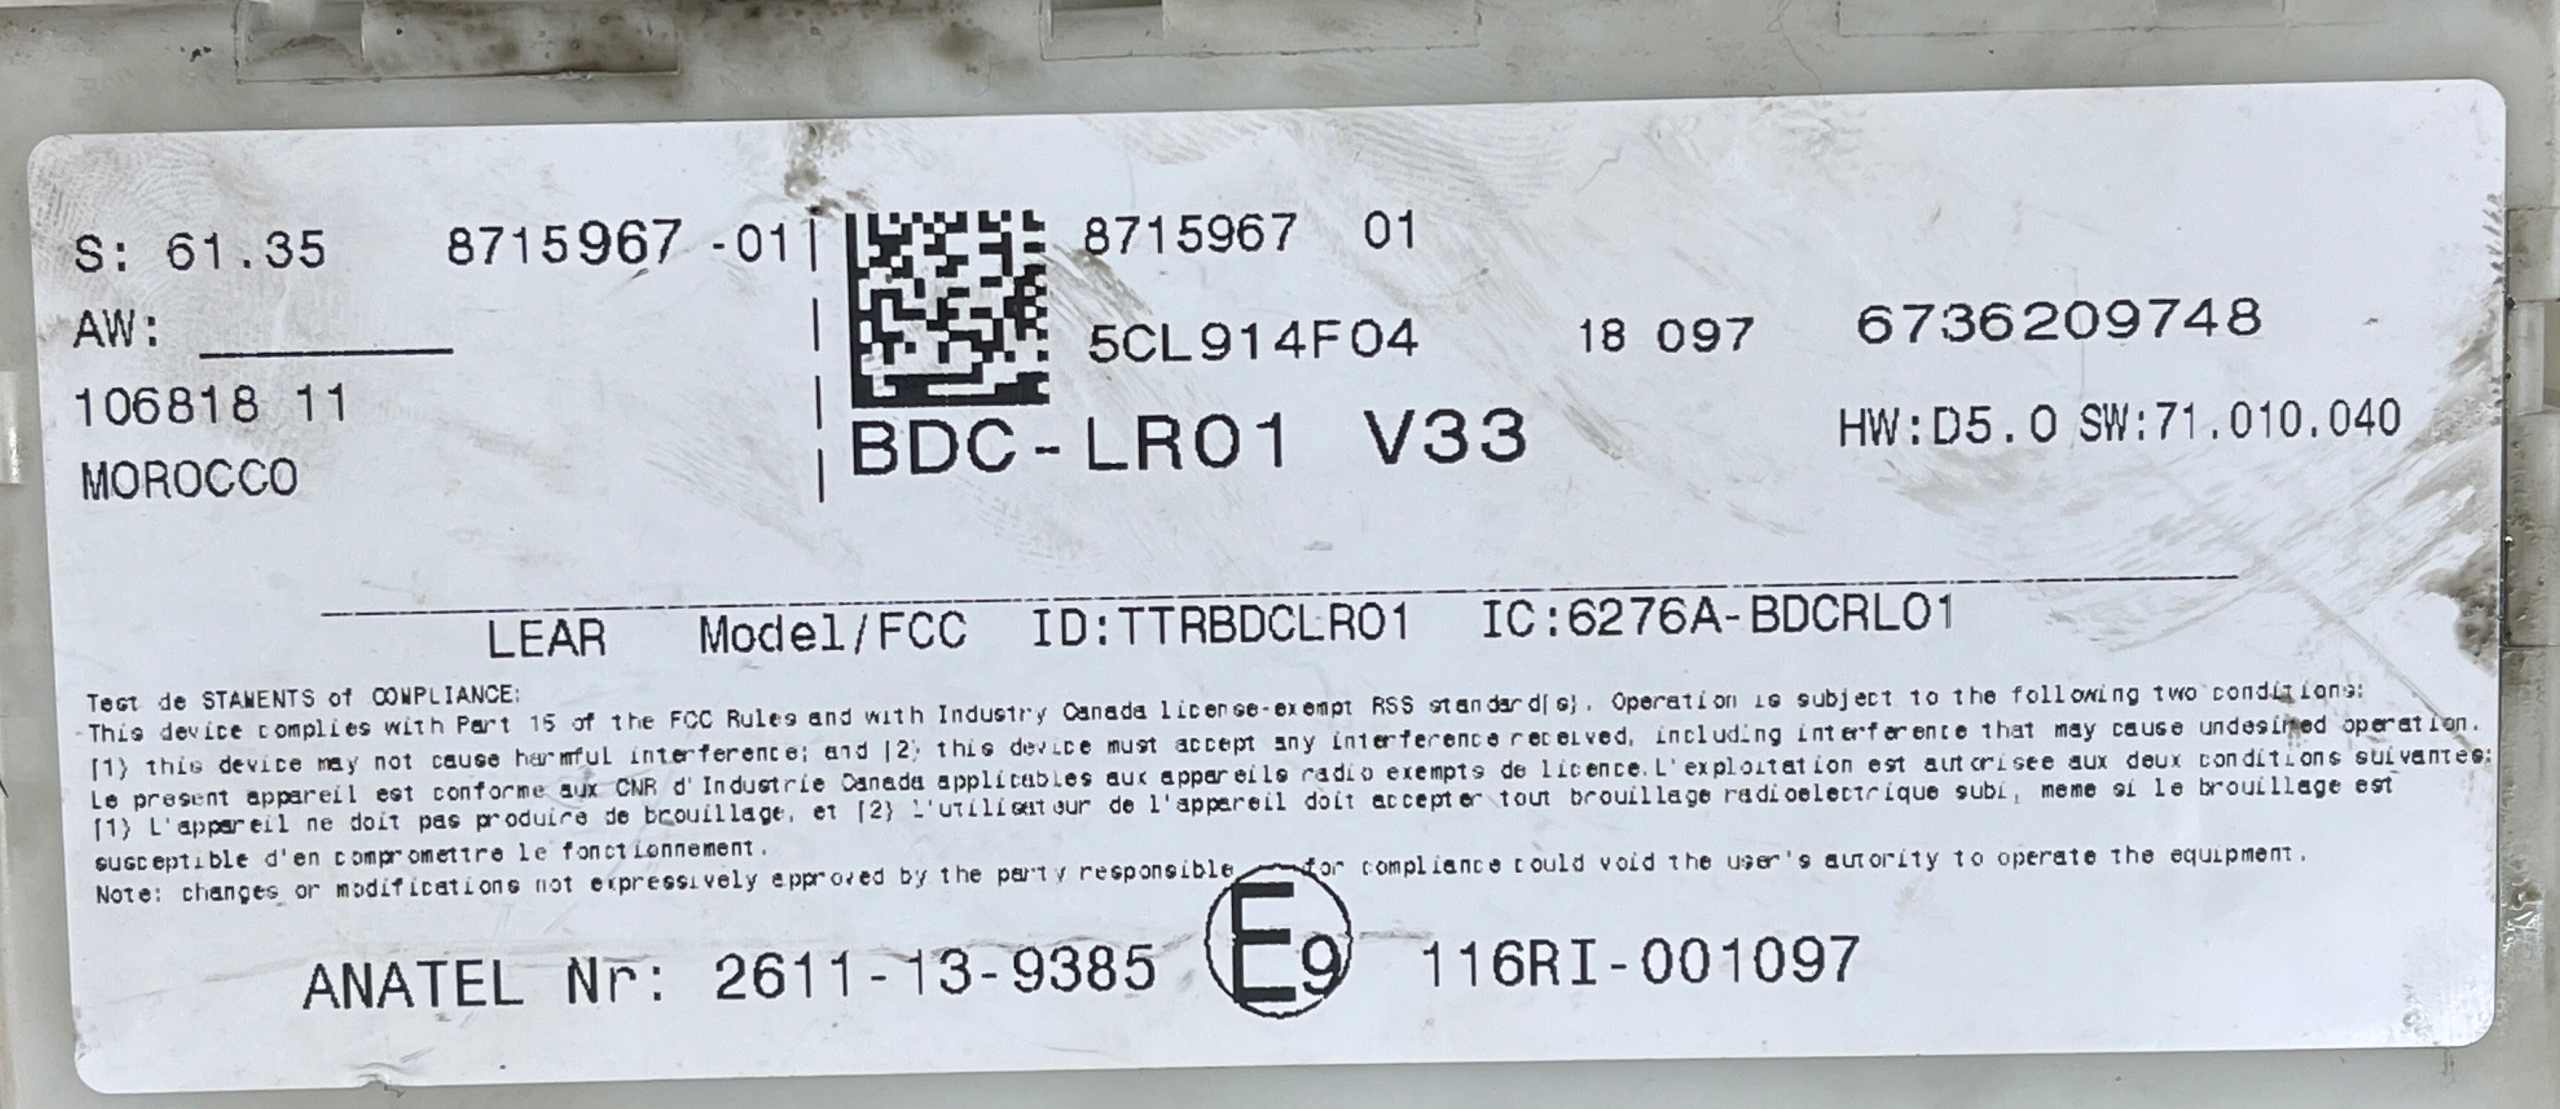 S: 61.35 8715967 -01
AW:
106818 11
MOROCCO
8715967 01
5CL914F04 18 097 6736209748
BDC-LR01 V33 HW:D5.0 SW:71.010.040
LEAR Model/FCC ID:TTRBDCLR01 IC:6276A-BDCRL01
Test de STAMENTS of COMPLIANCE:
This device complies with Part 15 of the FCC Rules and with Industry Canada license-exempt RSS standard(s). Operation is subject to the following two conditions:
(1) this device may not cause harmful interference; and (2) this device must accept any interference received, including interference that may cause undesired operation.
Le present appareil est conforme aux CNR d'Industrie Canada applicables aux appareils radio exempts de licence.L'exploitation est autorisee aux deux conditions suivantes:
(1) L'appareil ne doit pas produire de brouillage, et (2) L'utilisateur de l'appareil doit accepter tout brouillage radioelectrique subi, meme si le brouillage est
susceptible d'en compromettre le fonctionnement.
Note: changes or modifications not expressively approved by the party responsible for compliance could void the user's autority to operate the equipment.
ANATEL Nr: 2611-13-9385 E9 116RI-001097